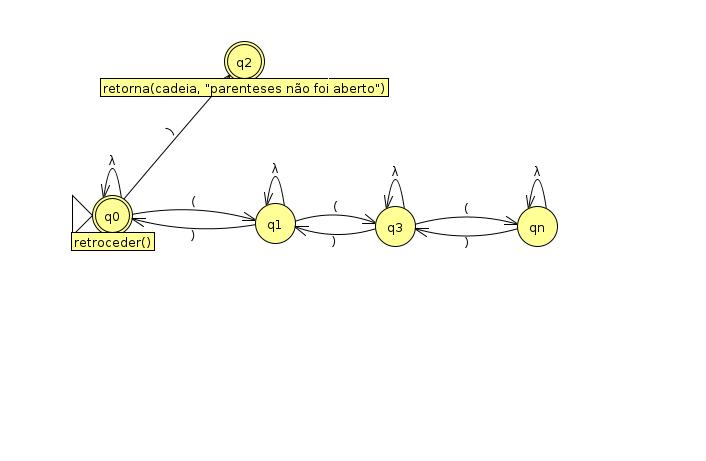 q2
retorna(cadeia, "parenteses não foi aberto")
)
λ
λ
λ
λ
(
(
(
q0
q1
q3
qn
)
)
)
retroceder()